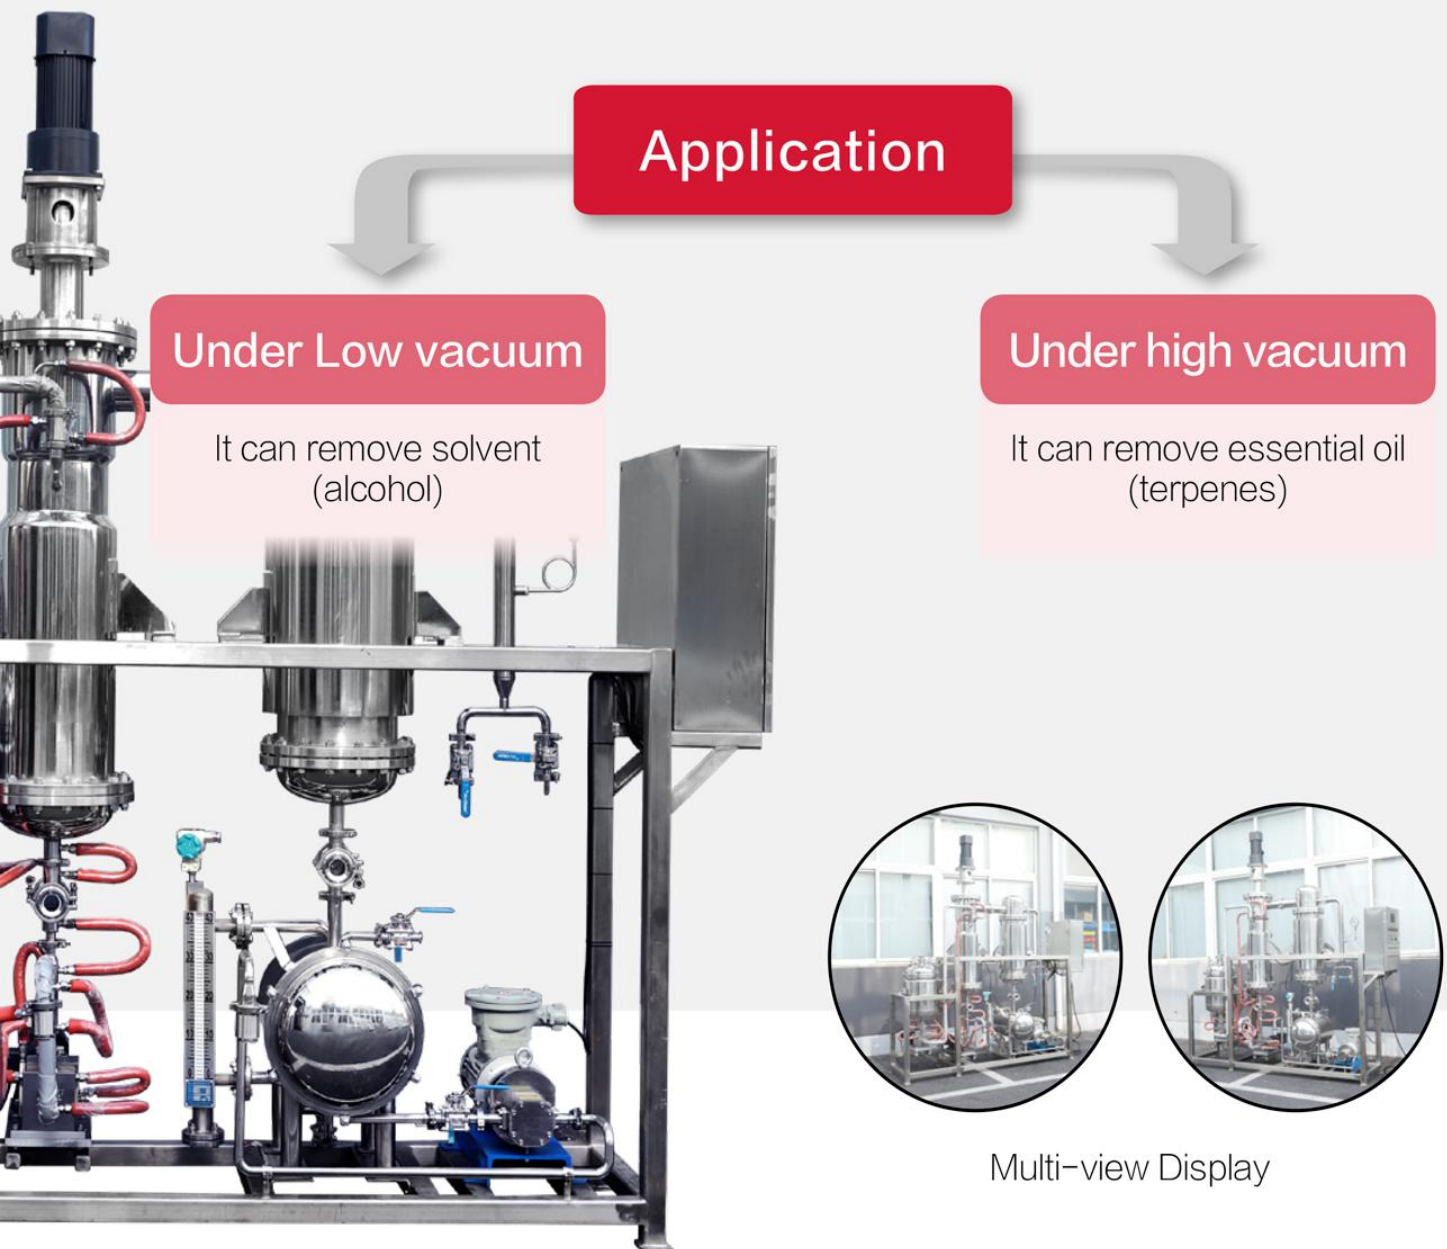 Application
Under Low vacuum
It can remove solvent
(alcohol)
Under high vacuum
It can remove essential oil
(terpenes)
Multi-view Display